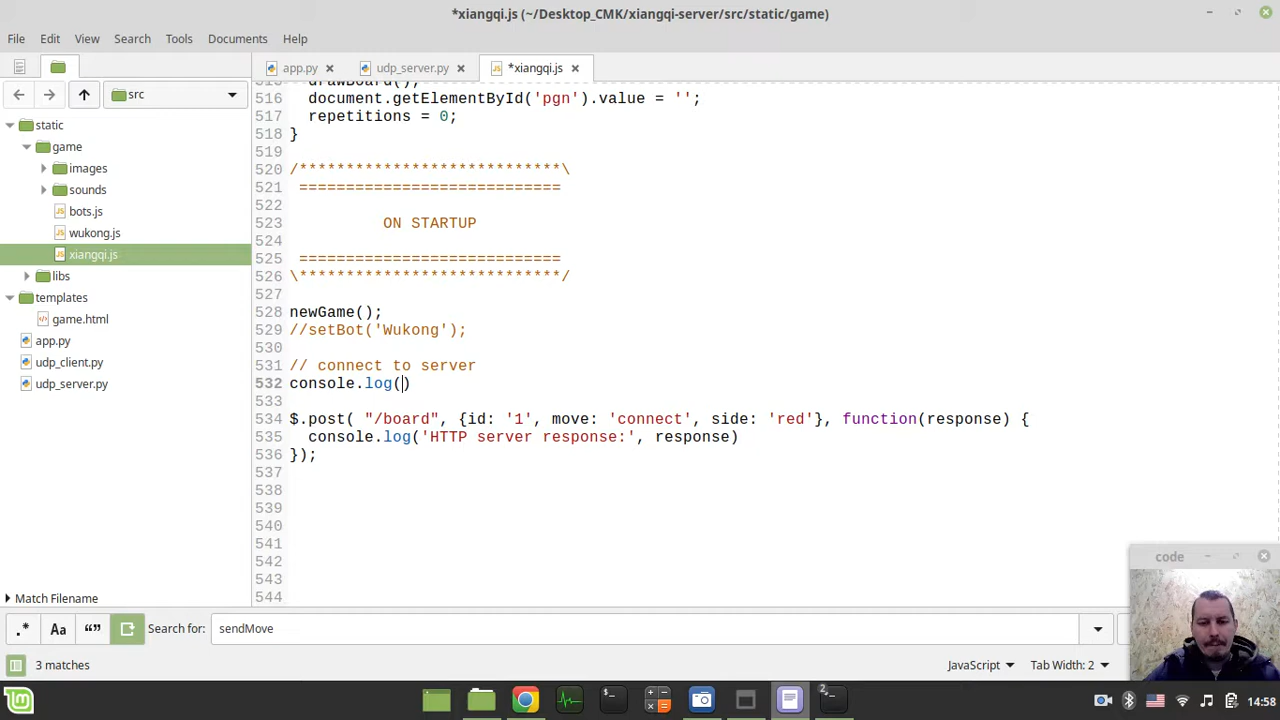 *xiangqi.js (~/Desktop_CMK/xiangqi-server/src/static/game)
File Edit View Search Tools Documents Help
app.py udp_server.py *xiangqi.js
src
static
game
images
sounds
bots.js
wukong.js
xiangqi.js
libs
templates
game.html
app.py
udp_client.py
udp_server.py
516 document.getElementById('pgn').value = '';
517 repetitions = 0;
518 }
519
520 /****************************\
521 ============================
522
523 ON STARTUP
524
525 ============================
526 \****************************/
527
528 newGame();
529 //setBot('Wukong');
530
531 // connect to server
532 console.log()
533
534 $.post( "/board", {id: '1', move: 'connect', side: 'red'}, function(response) {
535 console.log('HTTP server response:', response)
536 });
537
538
539
540
541
542
543
544
code
Match Filename
.* Aa “” Search for: sendMove
3 matches JavaScript Tab Width: 2
14:58